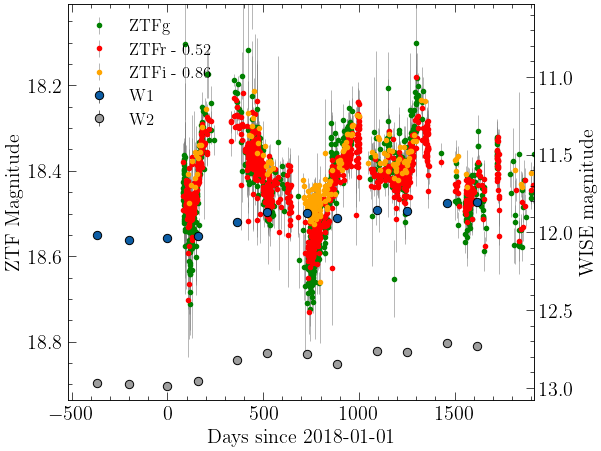 ZTFg
ZTFr - 0.52
ZTFi - 0.86
W1
W2
18.2
18.4
18.6
18.8
ZTF Magnitude
11.0
11.5
12.0
12.5
13.0
WISE magnitude
−500
0
500
1000
1500
Days since 2018-01-01